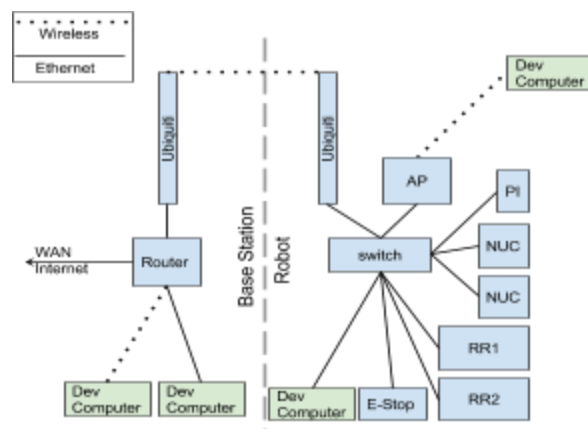 Wireless
Ethernet
Dev
Computer
Ubiquiti
Ubiquiti
AP
PI
WAN
Internet
Router
Base Station
Robot
switch
NUC
NUC
RR1
Dev
Computer
Dev
Computer
Dev
Computer
E-Stop
RR2